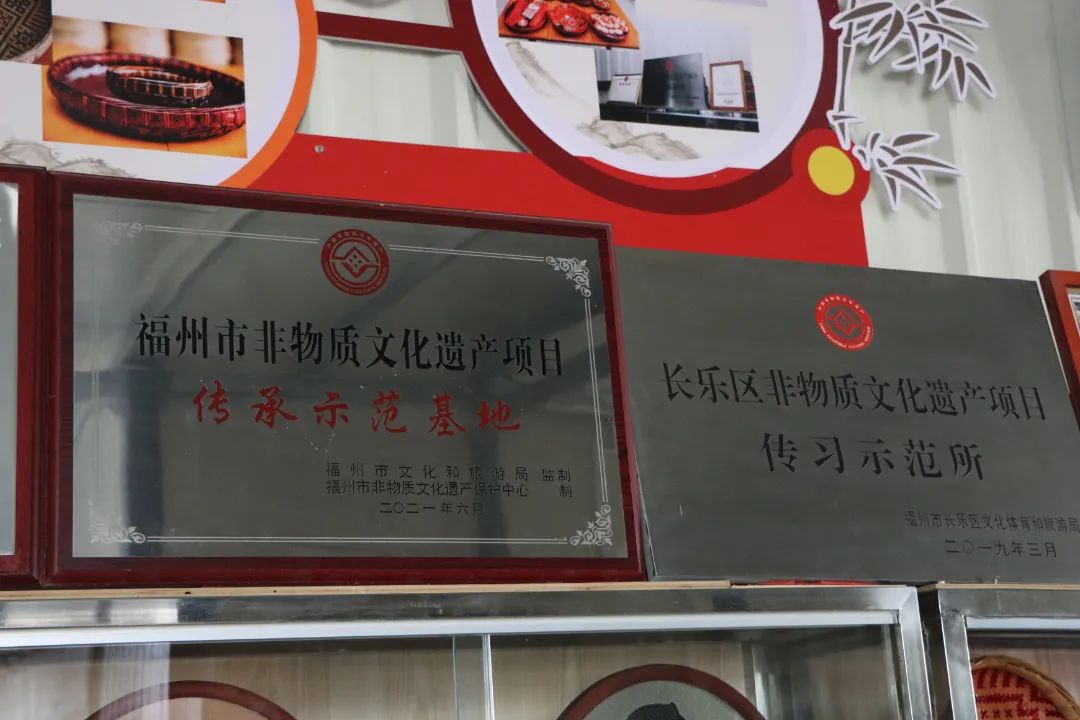 福州市非物质文化遗产项目
传承示范基地
福州市文化和旅游局 监制
福州市非物质文化遗产保护中心 制
二〇二一年六月
长乐区非物质文化遗产项目
传习示范所
福州市长乐区文化体育和旅游局
二〇一九年三月